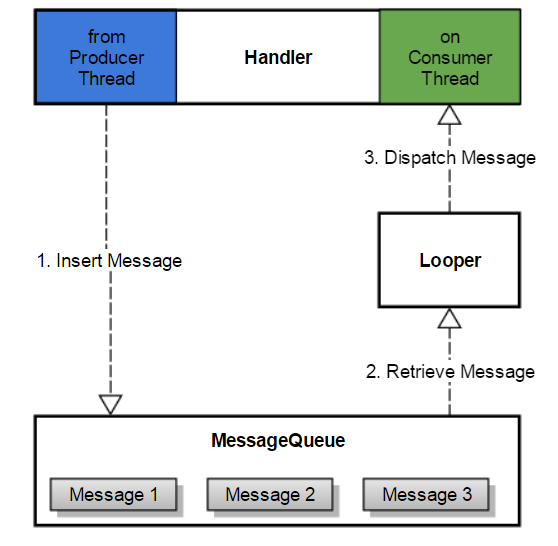 from
Producer
Thread
Handler
on
Consumer
Thread
3. Dispatch Message
1. Insert Message
Looper
2. Retrieve Message
MessageQueue
Message 1
Message 2
Message 3